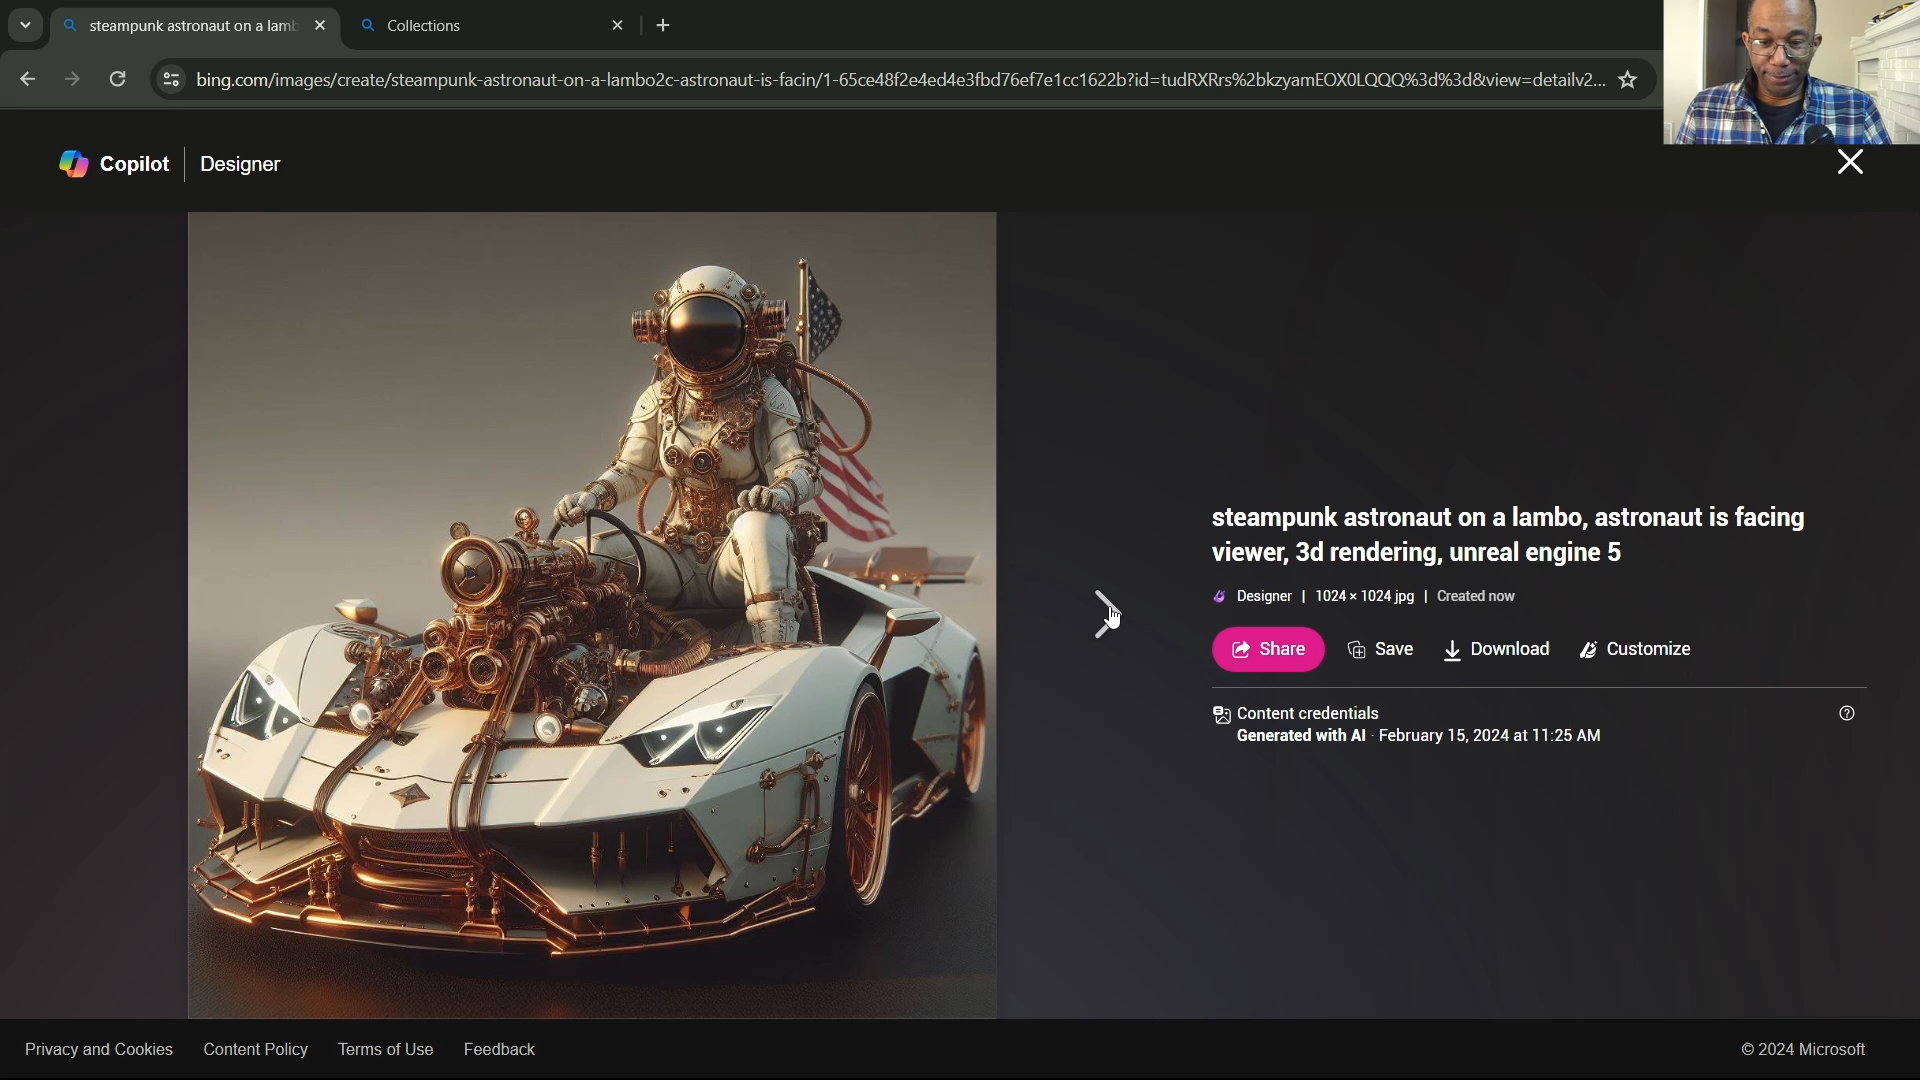 steampunk astronaut on a lamb
Collections
bing.com/images/create/steampunk-astronaut-on-a-lambo2c-astronaut-is-facin/1-65ce48f2e4ed4e3fbd76ef7e1cc1622b?id=tudRXRrs%2bkzyamEOX0LQQQ%3d%3d&view=detailv2...
Copilot Designer
steampunk astronaut on a lambo, astronaut is facing
viewer, 3d rendering, unreal engine 5
Designer | 1024 × 1024 jpg | Created now
Share Save Download Customize
Content credentials
Generated with AI · February 15, 2024 at 11:25 AM
Privacy and Cookies Content Policy Terms of Use Feedback © 2024 Microsoft